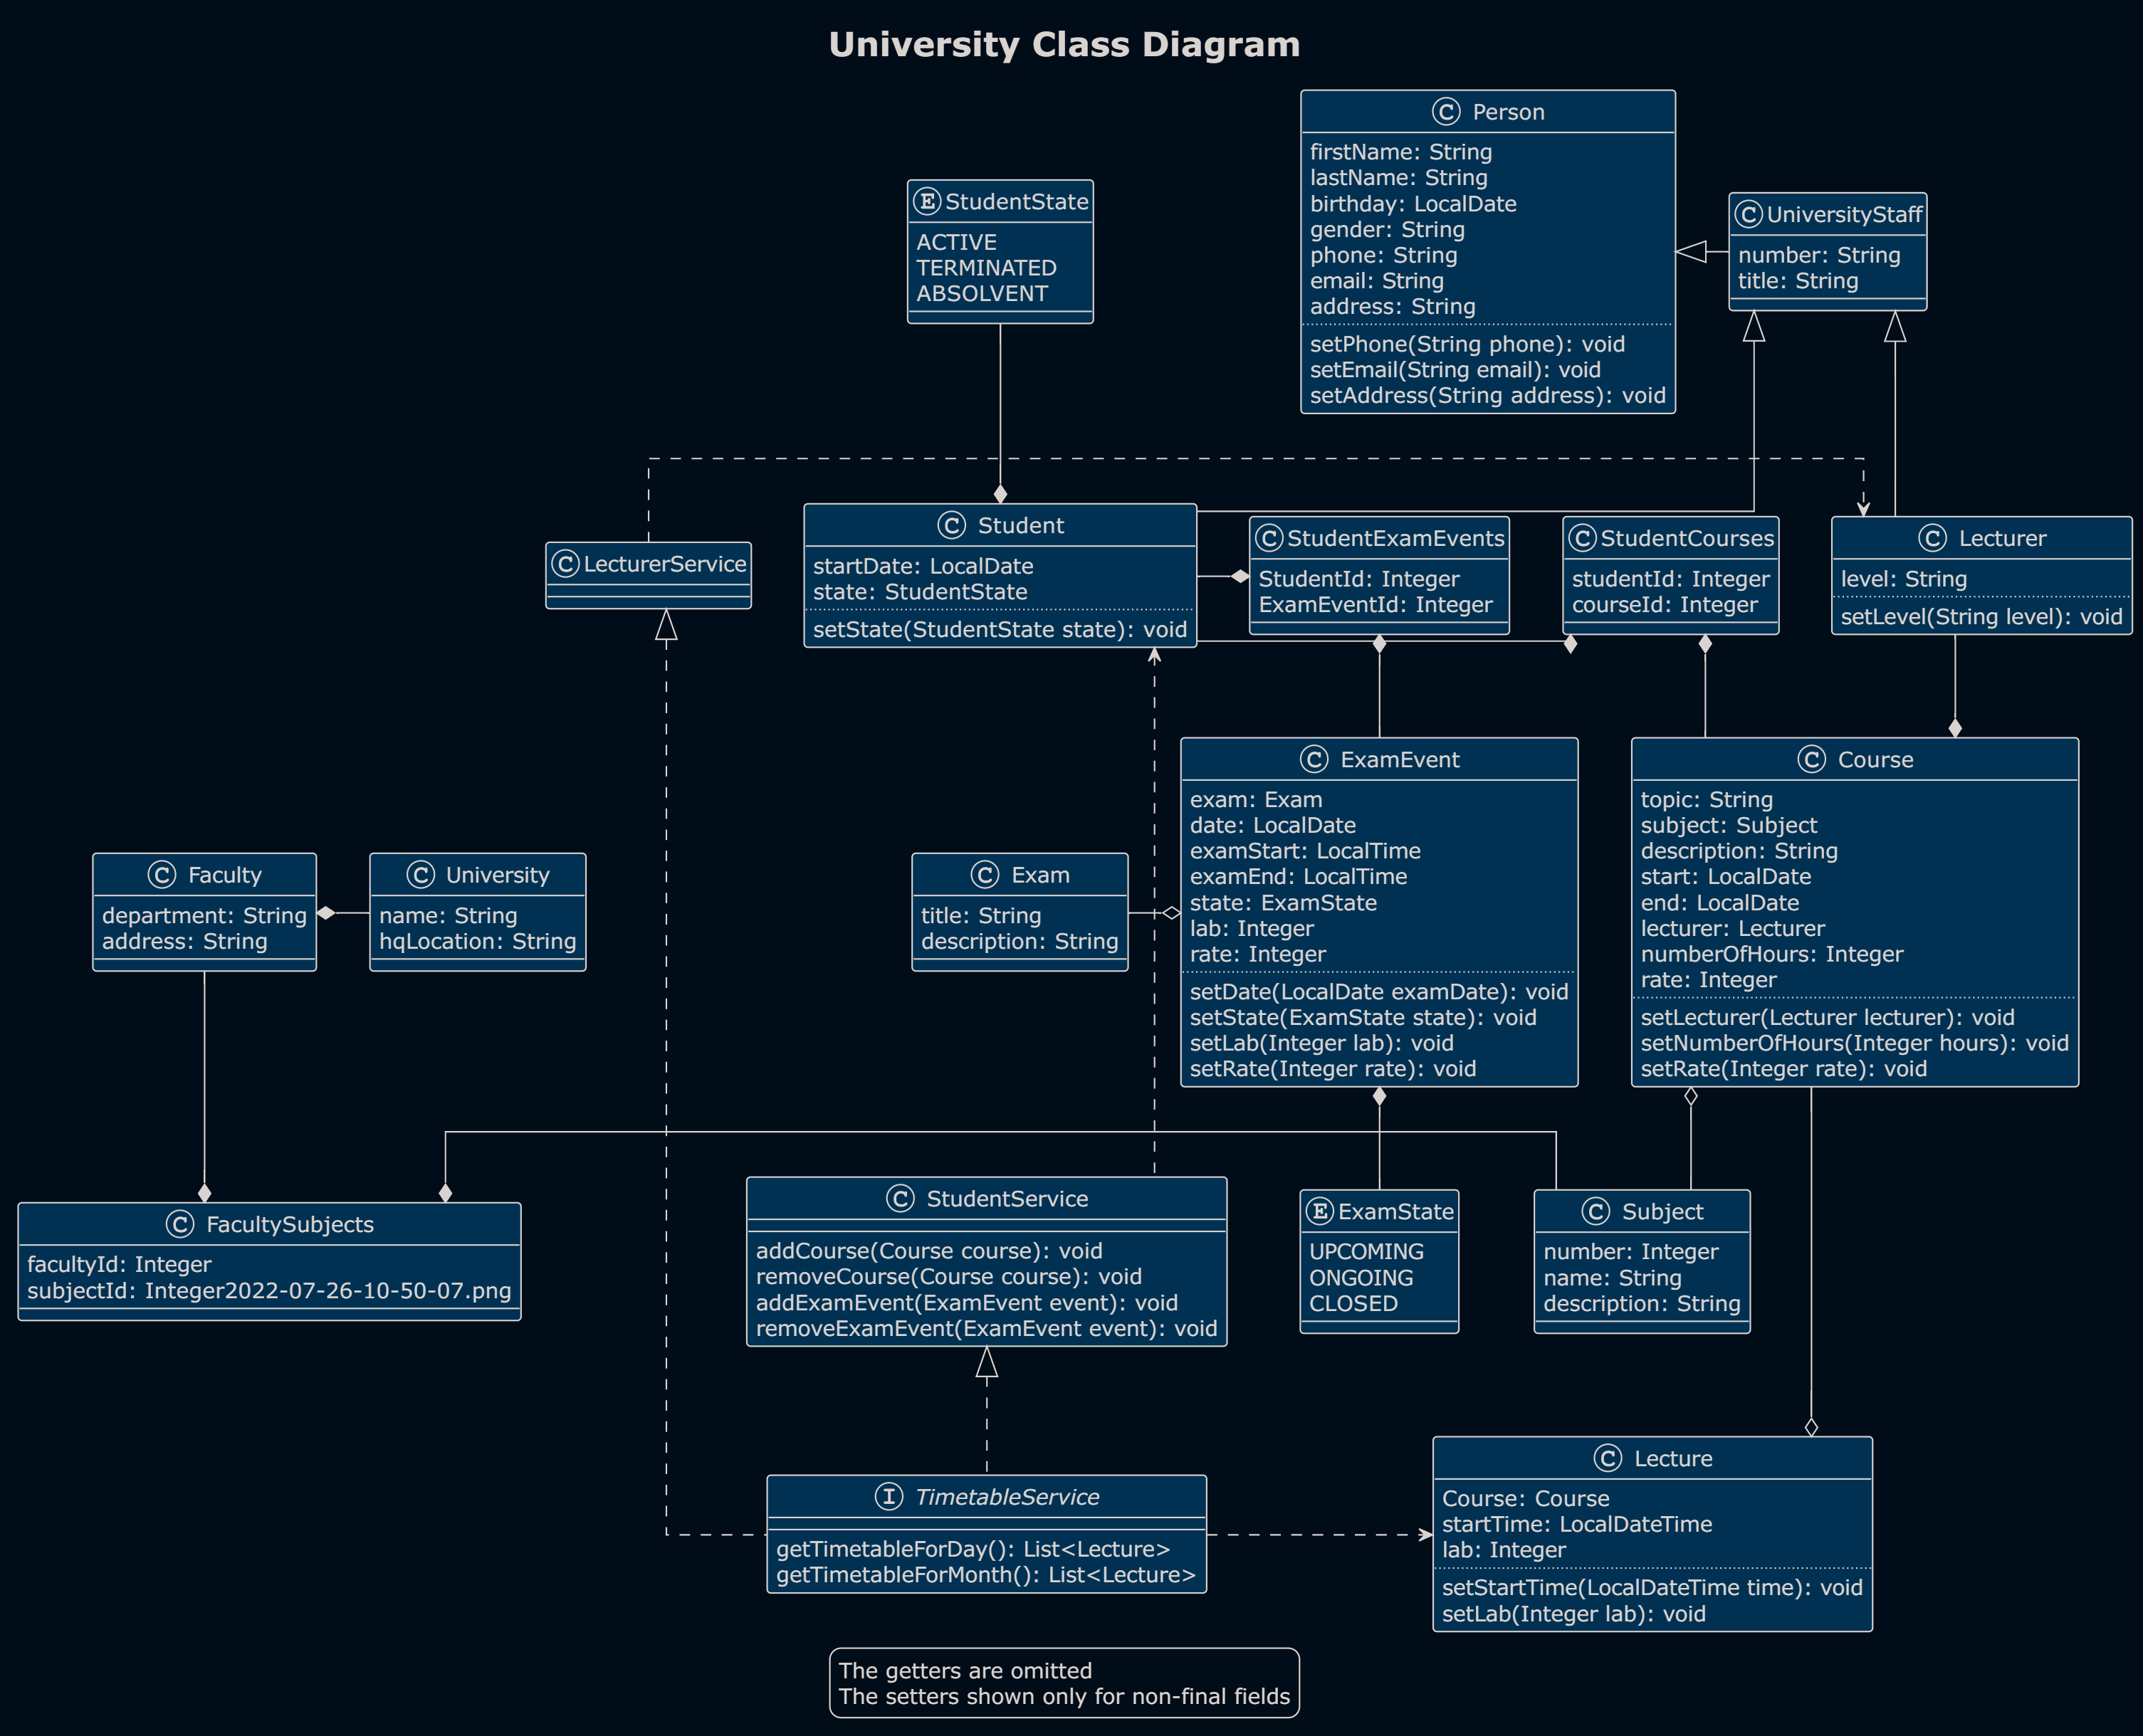 University Class Diagram
C Person
firstName: String
lastName: String
birthday: LocalDate
gender: String
phone: String
email: String
address: String
setPhone(String phone): void
setEmail(String email): void
setAddress(String address): void
E StudentState
ACTIVE
TERMINATED
ABSOLVENT
C UniversityStaff
number: String
title: String
C LecturerService
C Student
startDate: LocalDate
state: StudentState
setState(StudentState state): void
C StudentExamEvents
StudentId: Integer
ExamEventId: Integer
C StudentCourses
studentId: Integer
courseId: Integer
C Lecturer
level: String
setLevel(String level): void
C Faculty
department: String
address: String
C University
name: String
hqLocation: String
C Exam
title: String
description: String
C ExamEvent
exam: Exam
date: LocalDate
examStart: LocalTime
examEnd: LocalTime
state: ExamState
lab: Integer
rate: Integer
setDate(LocalDate examDate): void
setState(ExamState state): void
setLab(Integer lab): void
setRate(Integer rate): void
C Course
topic: String
subject: Subject
description: String
start: LocalDate
end: LocalDate
lecturer: Lecturer
numberOfHours: Integer
rate: Integer
setLecturer(Lecturer lecturer): void
setNumberOfHours(Integer hours): void
setRate(Integer rate): void
C FacultySubjects
facultyId: Integer
subjectId: Integer2022-07-26-10-50-07.png
C StudentService
addCourse(Course course): void
removeCourse(Course course): void
addExamEvent(ExamEvent event): void
removeExamEvent(ExamEvent event): void
E ExamState
UPCOMING
ONGOING
CLOSED
C Subject
number: Integer
name: String
description: String
I TimetableService
getTimetableForDay(): List<Lecture>
getTimetableForMonth(): List<Lecture>
C Lecture
Course: Course
startTime: LocalDateTime
lab: Integer
setStartTime(LocalDateTime time): void
setLab(Integer lab): void
The getters are omitted
The setters shown only for non-final fields